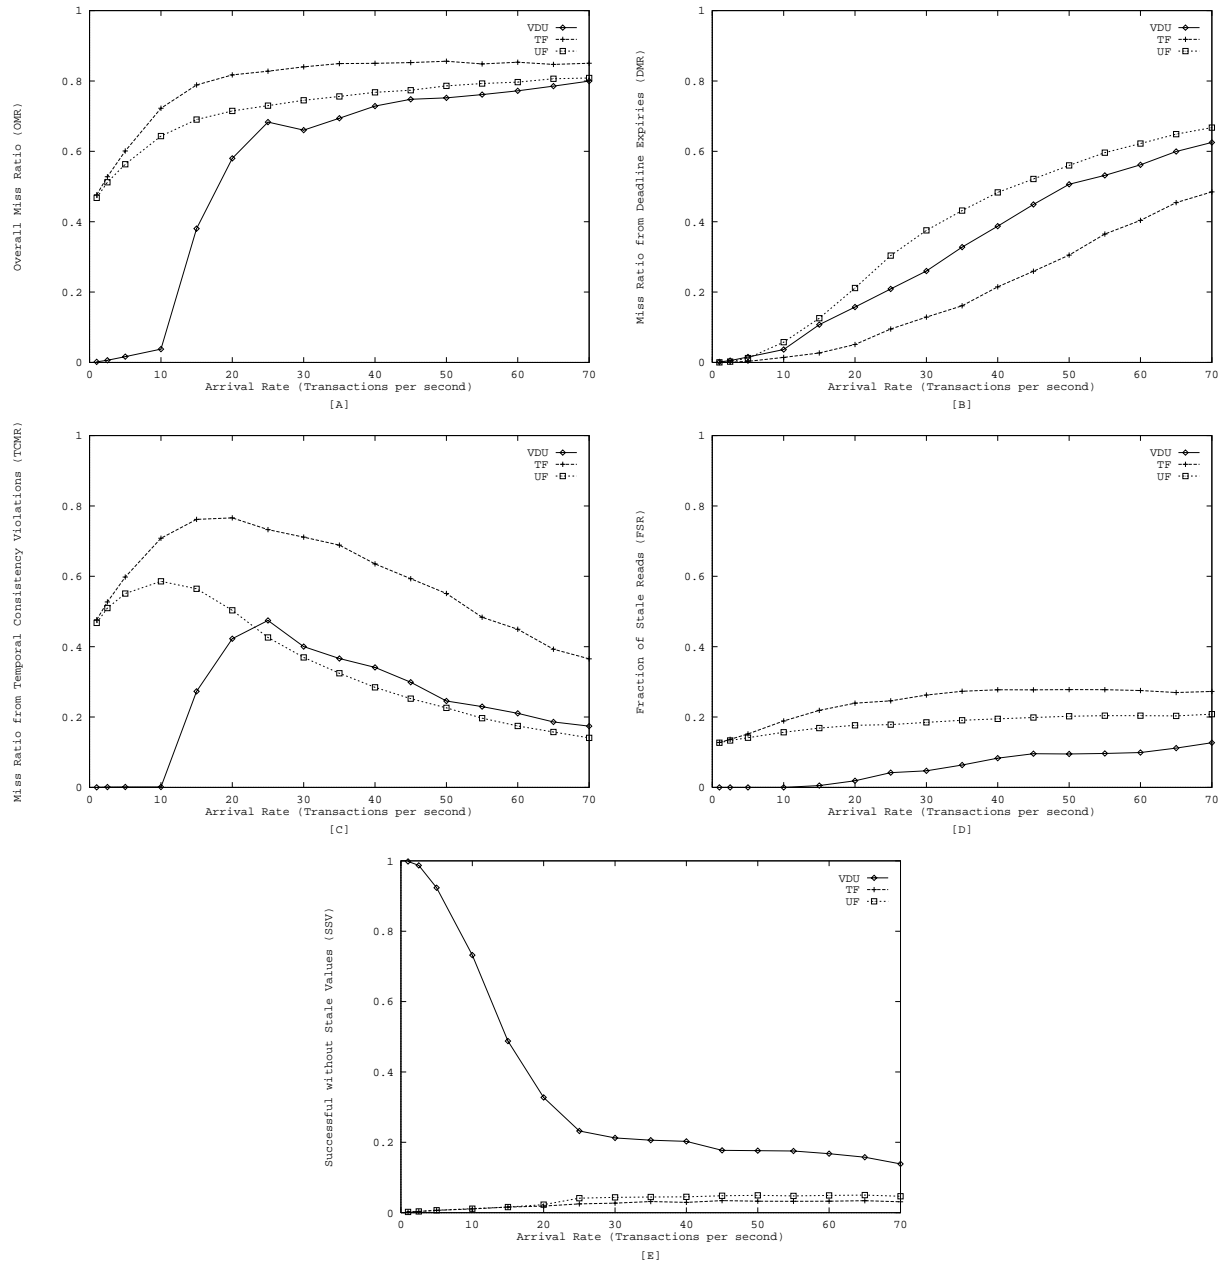 1
0.8
0.6
0.4
0.2
0
Overall Miss Ratio (OMR)
VDU
TF
UF
0 10 20 30 40 50 60 70
Arrival Rate (Transactions per second)
[A]
1
0.8
0.6
0.4
0.2
0
Miss Ratio from Deadline Expiries (DMR)
VDU
TF
UF
0 10 20 30 40 50 60 70
Arrival Rate (Transactions per second)
[B]
1
0.8
0.6
0.4
0.2
0
Miss Ratio from Temporal Consistency Violations (TCMR)
VDU
TF
UF
0 10 20 30 40 50 60 70
Arrival Rate (Transactions per second)
[C]
1
0.8
0.6
0.4
0.2
0
Fraction of Stale Reads (FSR)
VDU
TF
UF
0 10 20 30 40 50 60 70
Arrival Rate (Transactions per second)
[D]
1
0.8
0.6
0.4
0.2
0
Successful without Stale Values (SSV)
VDU
TF
UF
0 10 20 30 40 50 60 70
Arrival Rate (Transactions per second)
[E]